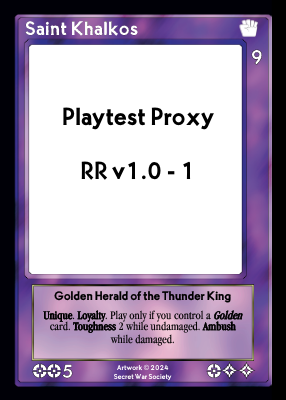 Saint Khalkos
9
Playtest Proxy
RR v1.0 - 1
Golden Herald of the Thunder King
Unique. Loyalty. Play only if you control a Golden
card. Toughness 2 while undamaged. Ambush
while damaged.
5
Artwork © 2024
Secret War Society